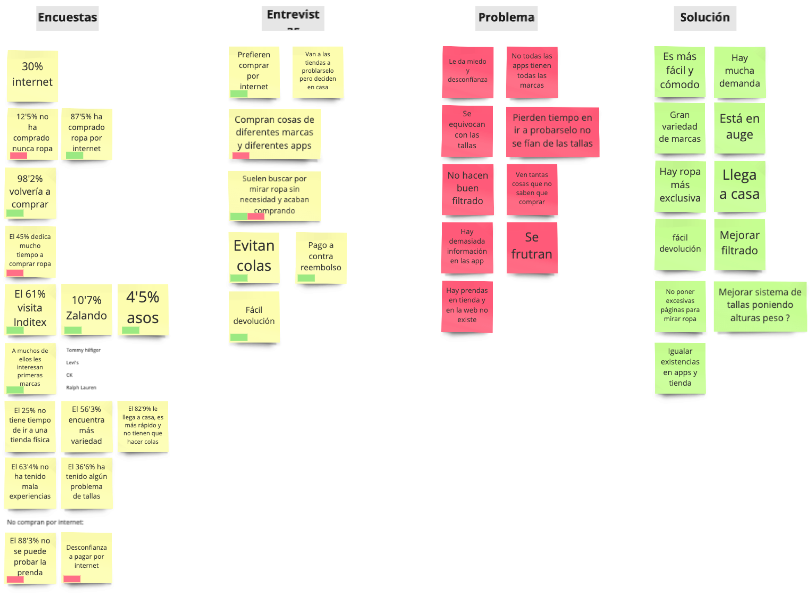 Encuestas
30%
internet
12'5% no
ha
comprado
nunca ropa
87'5% ha
comprado
ropa por
internet
98'2%
volvería a
comprar
El 45% dedica
mucho
tiempo a
comprar ropa
El 61%
visita
Inditex
10'7%
Zalando
4'5%
asos
A muchos de
ellos les
interesan
primeras
marcas
Tommy hilfiger
Levi's
CK
Ralph Lauren
El 25% no
tiene tiempo
de ir a una
tienda física
El 56'3%
encuentra
más
variedad
El 82'9% le
llega a casa, es
más rápido y
no tienen que
hacer colas
El 63'4% no
ha tenido
mala
experiencias
El 36'6% ha
tenido algún
problema
de tallas
No compran por internet:
El 88'3% no
se puede
probar la
prenda
Desconfianza
a pagar por
internet
Entrevist
Prefieren
comprar
por
internet
Van a las
tiendas a
problarselo
pero deciden
en casa
Compran cosas de
diferentes marcas
y diferentes apps
Suelen buscar por
mirar ropa sin
necesidad y acaban
comprando
Evitan
colas
Pago a
contra
reembolso
Fácil
devolución
Problema
Le da miedo
y
desconfianza
No todas las
apps tienen
todas las
marcas
Se
equivocan
con las
tallas
Pierden tiempo en
ir a probarselo no
se fían de las tallas
No hacen
buen
filtrado
Ven tantas
cosas que no
saben que
comprar
Hay
demasiada
información
en las app
Se
frutran
Hay prendas
en tienda y
en la web no
existe
Solución
Es más
fácil y
cómodo
Hay
mucha
demanda
Gran
variedad
de marcas
Está en
auge
Hay ropa
más
exclusiva
Llega
a casa
fácil
devolución
Mejorar
filtrado
No poner
excesivas
páginas para
mirar ropa
Mejorar sistema de
tallas poniendo
alturas peso ?
Igualar
existencias
en apps y
tienda